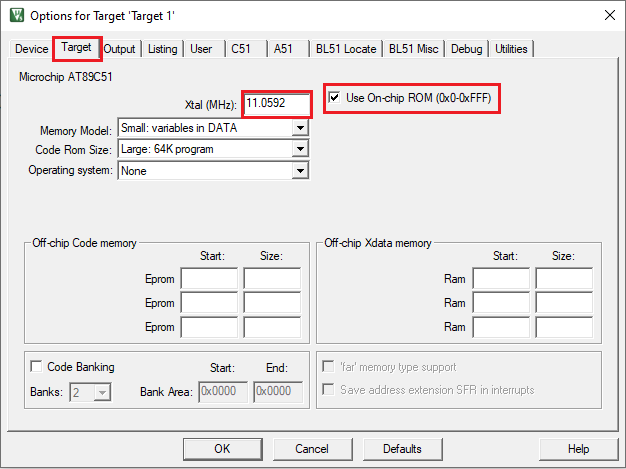 Options for Target 'Target 1'
Device Target Output Listing User C51 A51 BL51 Locate BL51 Misc Debug Utilities
Microchip AT89C51
Xtal (MHz): 11.0592 Use On-chip ROM (0x0-0xFFF)
Memory Model: Small: variables in DATA
Code Rom Size: Large: 64K program
Operating system: None
Off-chip Code memory Off-chip Xdata memory
Start: Size: Start: Size:
Eprom Ram
Eprom Ram
Eprom Ram
Code Banking Start: End: 'far' memory type support
Banks: 2 Bank Area: 0x0000 0x0000 Save address extension SFR in interrupts
OK Cancel Defaults Help